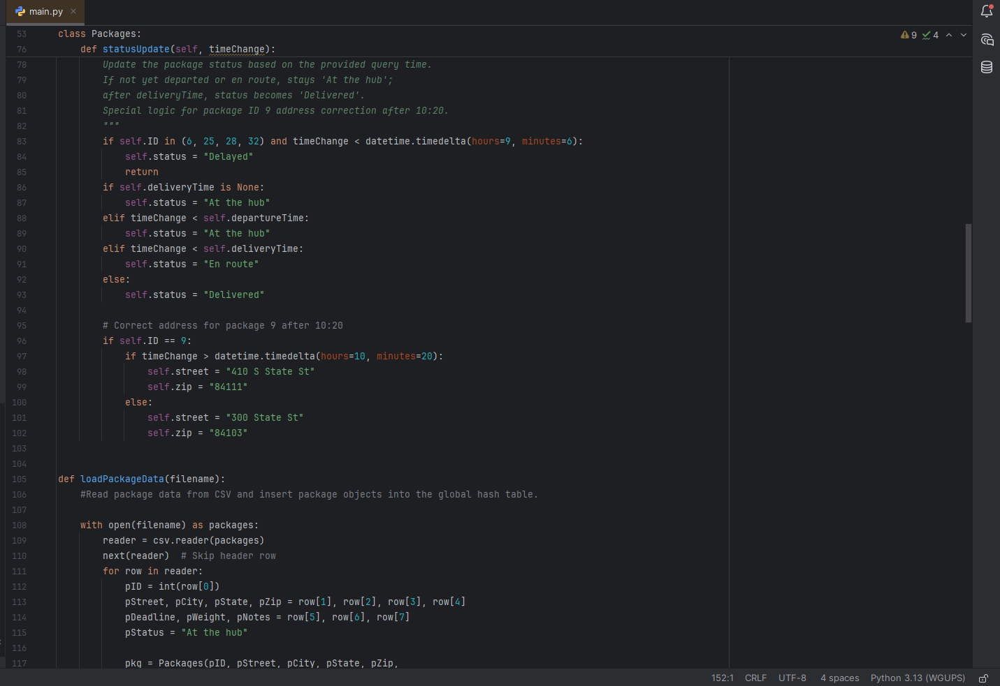 main.py
53 class Packages:
9 4
76 def statusUpdate(self, timeChange):
78 Update the package status based on the provided query time.
79 If not yet departed or en route, stays 'At the hub';
80 after deliveryTime, status becomes 'Delivered'.
81 Special logic for package ID 9 address correction after 10:20.
82 """
83 if self.ID in (6, 25, 28, 32) and timeChange < datetime.timedelta(hours=9, minutes=6):
84 self.status = "Delayed"
85 return
86 if self.deliveryTime is None:
87 self.status = "At the hub"
88 elif timeChange < self.departureTime:
89 self.status = "At the hub"
90 elif timeChange < self.deliveryTime:
91 self.status = "En route"
92 else:
93 self.status = "Delivered"
94
95 # Correct address for package 9 after 10:20
96 if self.ID == 9:
97 if timeChange > datetime.timedelta(hours=10, minutes=20):
98 self.street = "410 S State St"
99 self.zip = "84111"
100 else:
101 self.street = "300 State St"
102 self.zip = "84103"
103
104
105 def loadPackageData(filename):
106 #Read package data from CSV and insert package objects into the global hash table.
107
108 with open(filename) as packages:
109 reader = csv.reader(packages)
110 next(reader)  # Skip header row
111 for row in reader:
112 pID = int(row[0])
113 pStreet, pCity, pState, pZip = row[1], row[2], row[3], row[4]
114 pDeadline, pWeight, pNotes = row[5], row[6], row[7]
115 pStatus = "At the hub"
116
117 pkg = Packages(pID, pStreet, pCity, pState, pZip,
152:1 CRLF UTF-8 4 spaces Python 3.13 (WGUPS)